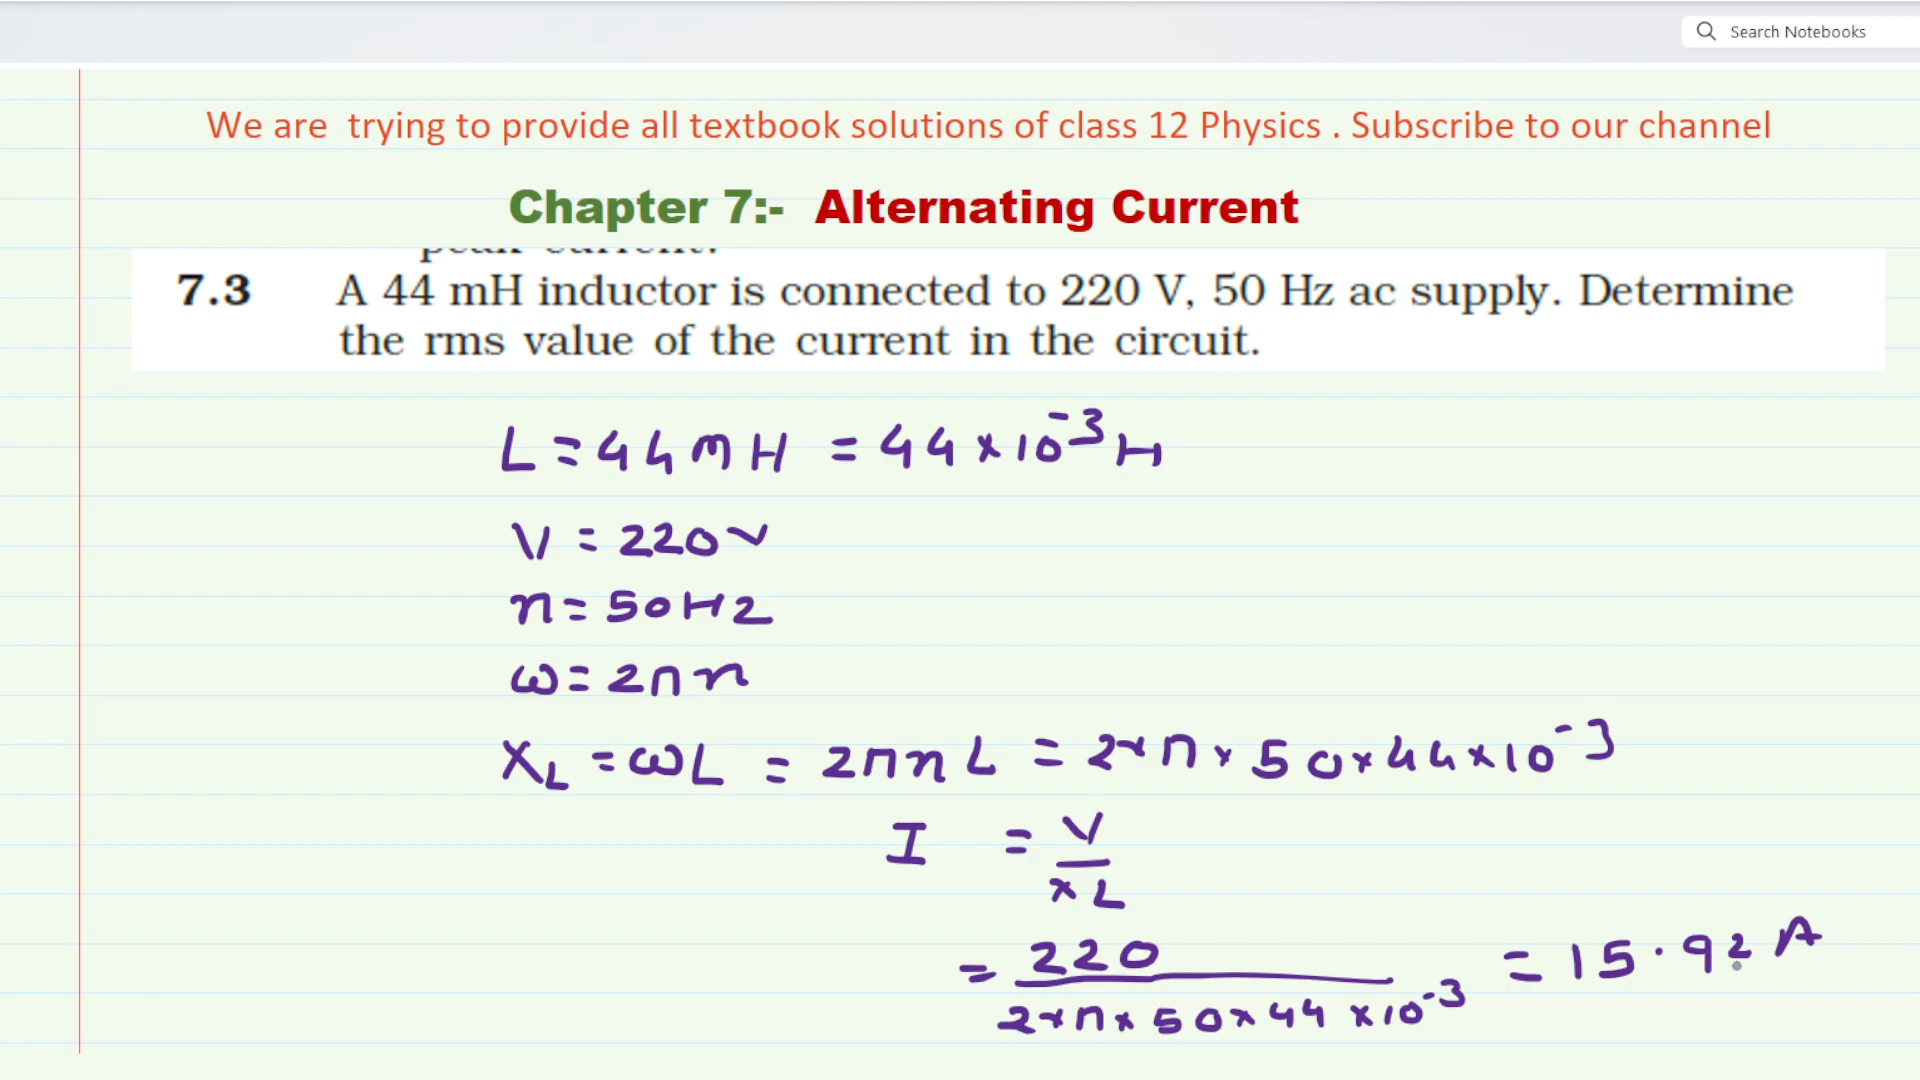 Search Notebooks
We are trying to provide all textbook solutions of class 12 Physics . Subscribe to our channel
Chapter 7:- Alternating Current
peak current.
7.3 A 44 mH inductor is connected to 220 V, 50 Hz ac supply. Determine
the rms value of the current in the circuit.
L = 44 mH = 44 × 10⁻³ H
V = 220 V
n = 50 Hz
ω = 2πn
X_L = ωL = 2πnL = 2 × π × 50 × 44 × 10⁻³
I = V
XL
= 220 = 15.92 A
2 × π × 50 × 44 × 10⁻³